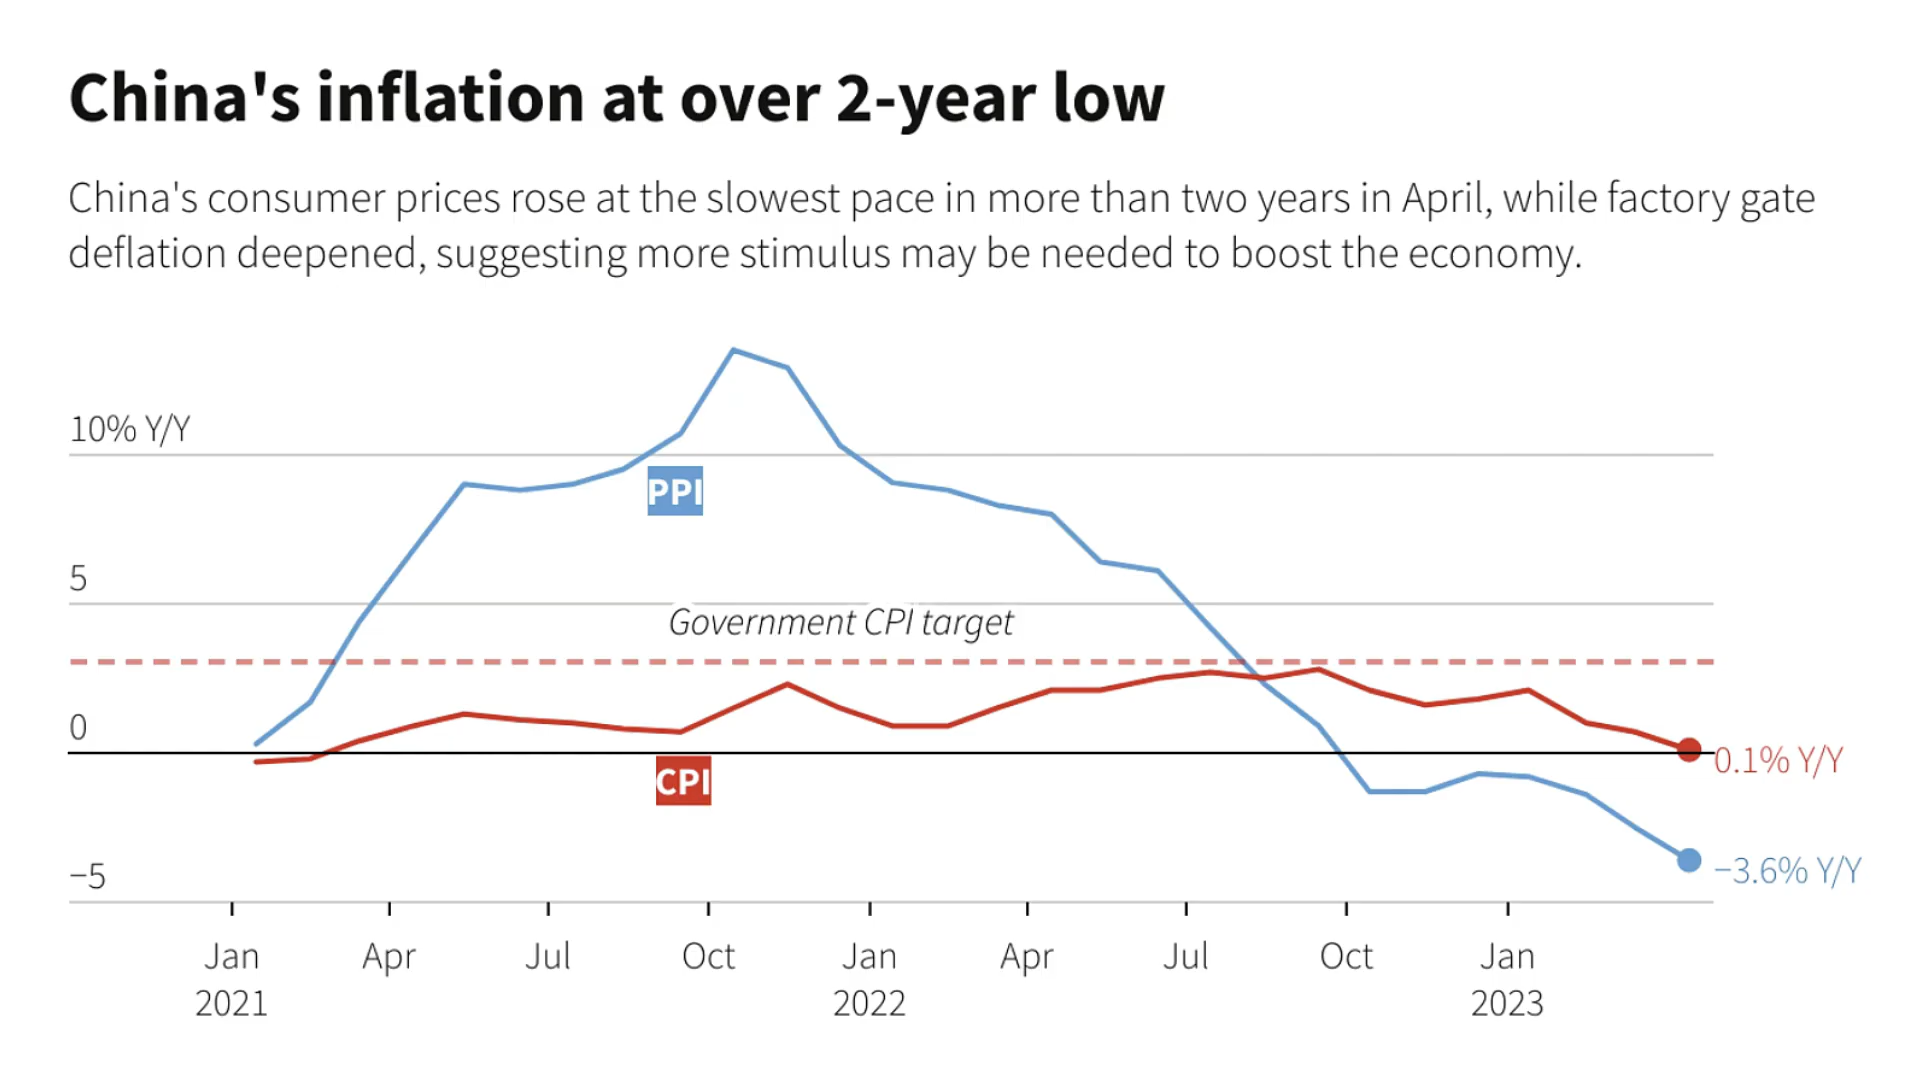 China's inflation at over 2-year low
China's consumer prices rose at the slowest pace in more than two years in April, while factory gate
deflation deepened, suggesting more stimulus may be needed to boost the economy.
10% Y/Y
PPI
5
Government CPI target
0
CPI
0.1% Y/Y
−5
−3.6% Y/Y
Jan Apr Jul Oct Jan Apr Jul Oct Jan
2021 2022 2023